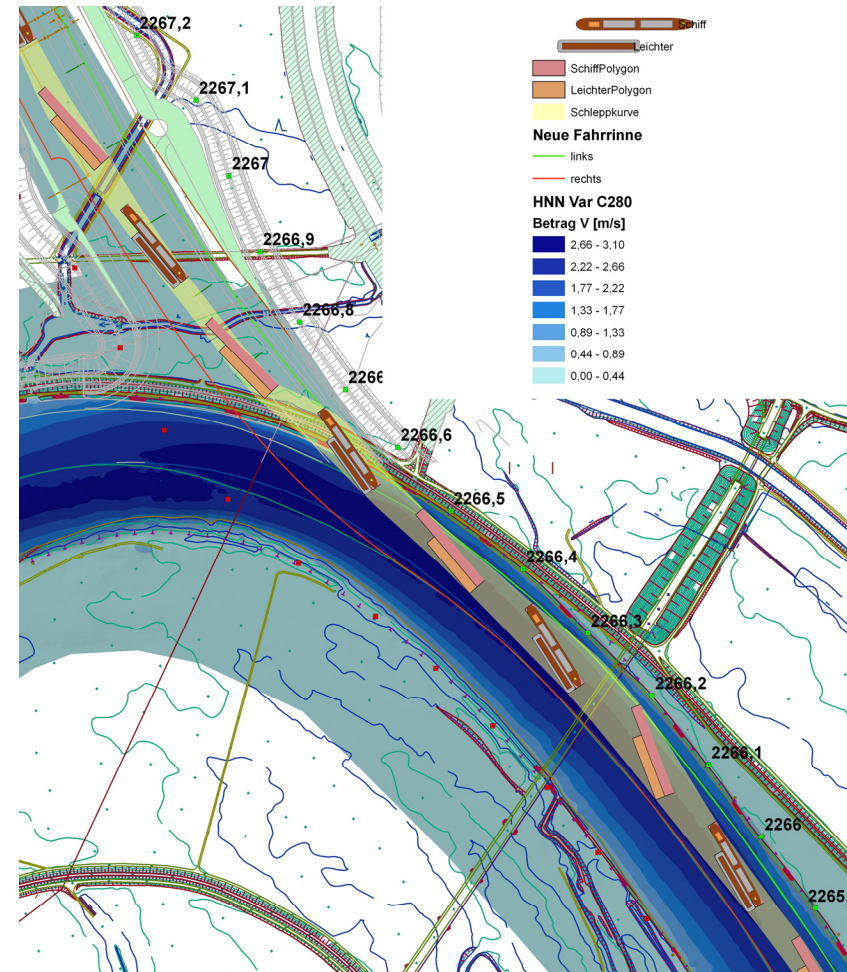 2267,2
2267,1
2267
2266,9
2266,8
2266
2266,6
2266,5
2266,4
2266,3
2266,2
2266,1
2266
2265,
Schiff
Leichter
SchiffPolygon
LeichterPolygon
Schleppkurve
Neue Fahrrinne
links
rechts
HNN Var C280
Betrag V [m/s]
2,66 - 3,10
2,22 - 2,66
1,77 - 2,22
1,33 - 1,77
0,89 - 1,33
0,44 - 0,89
0,00 - 0,44